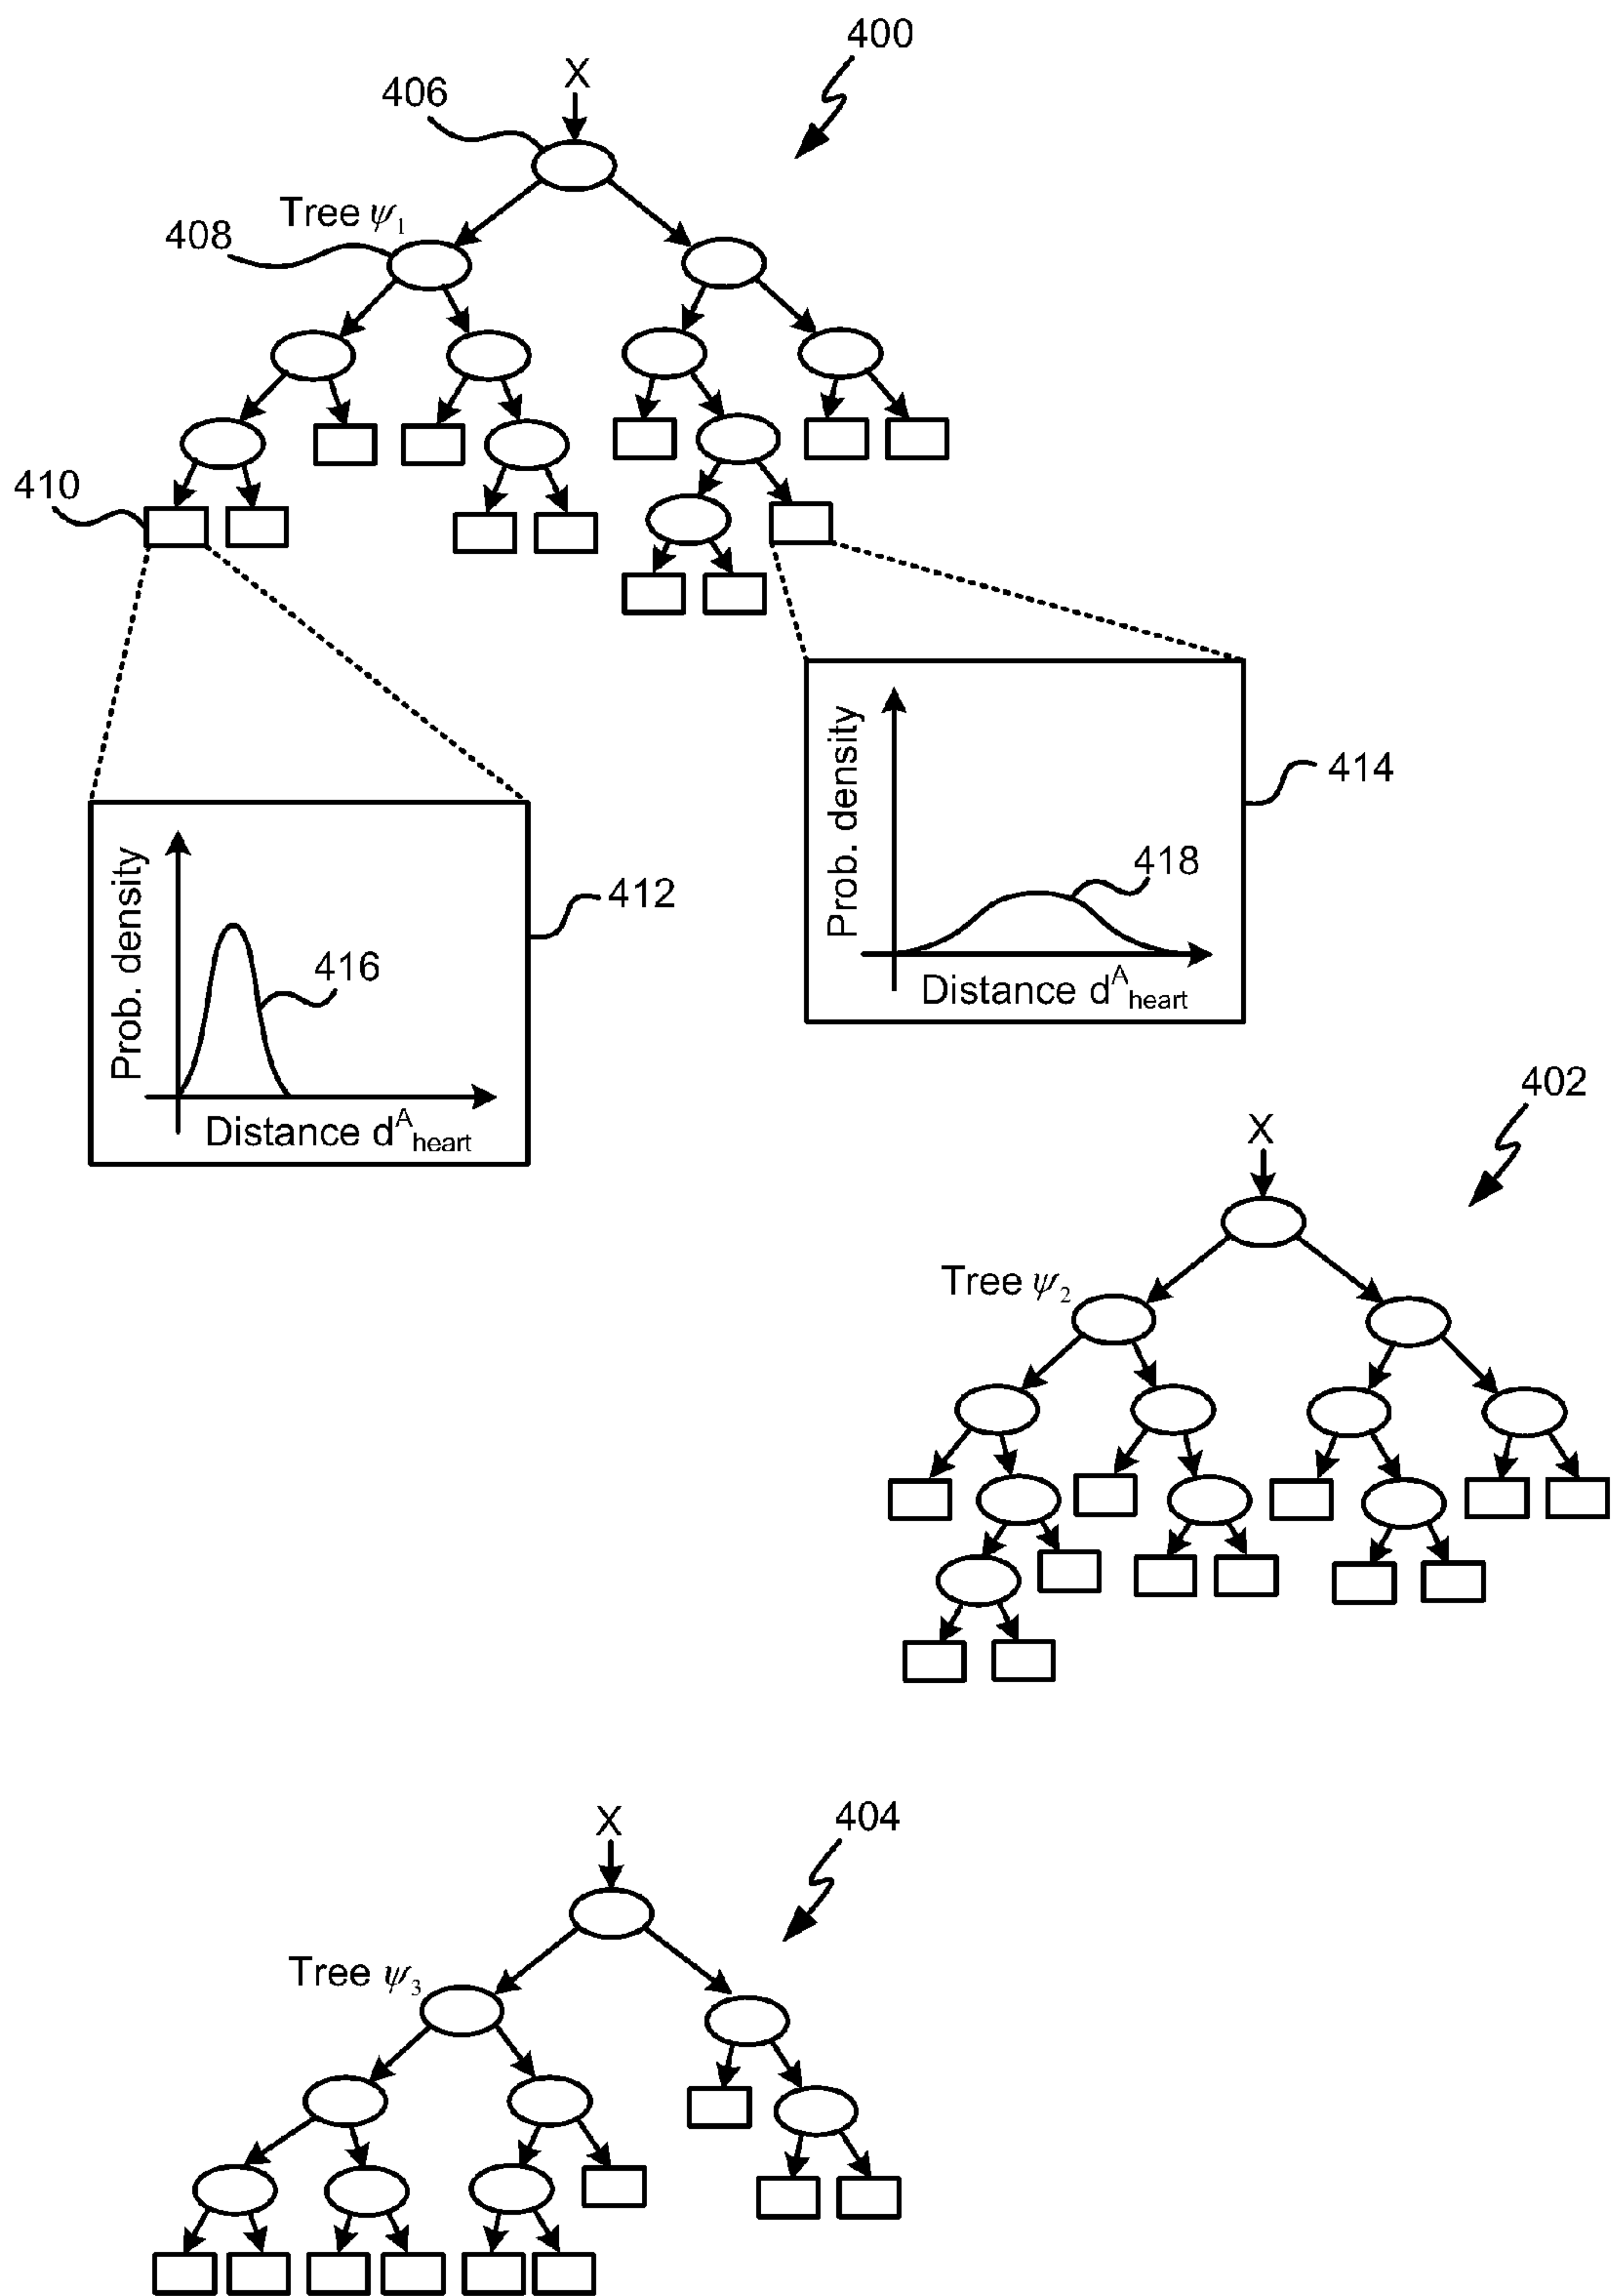 400
X
406
Tree ψ₁
408
410
414
Prob. density
418
Distance dᴬheart
412
Prob. density
416
Distance dᴬheart
402
X
Tree ψ₂
404
X
Tree ψ₃